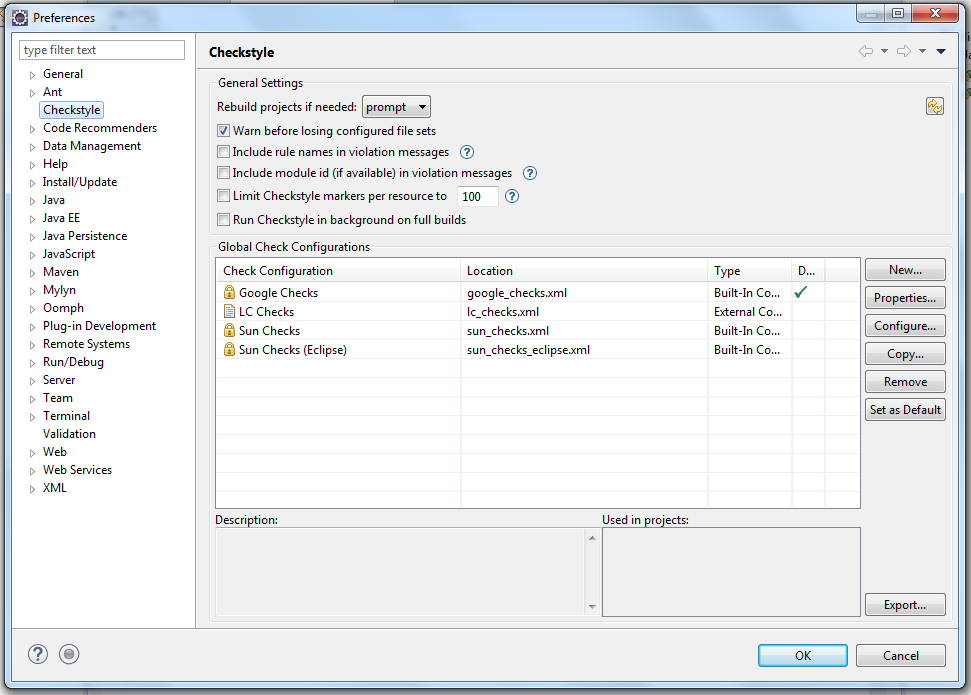 Preferences
type filter text
General
Ant
Checkstyle
Code Recommenders
Data Management
Help
Install/Update
Java
Java EE
Java Persistence
JavaScript
Maven
Mylyn
Oomph
Plug-in Development
Remote Systems
Run/Debug
Server
Team
Terminal
Validation
Web
Web Services
XML
Checkstyle
General Settings
Rebuild projects if needed: prompt
Warn before losing configured file sets
Include rule names in violation messages
Include module id (if available) in violation messages
Limit Checkstyle markers per resource to 100
Run Checkstyle in background on full builds
Global Check Configurations
Check Configuration Location Type D...
Google Checks google_checks.xml Built-In Co...
LC Checks lc_checks.xml External Co...
Sun Checks sun_checks.xml Built-In Co...
Sun Checks (Eclipse) sun_checks_eclipse.xml Built-In Co...
New...
Properties...
Configure...
Copy...
Remove
Set as Default
Description: Used in projects:
Export...
OK Cancel